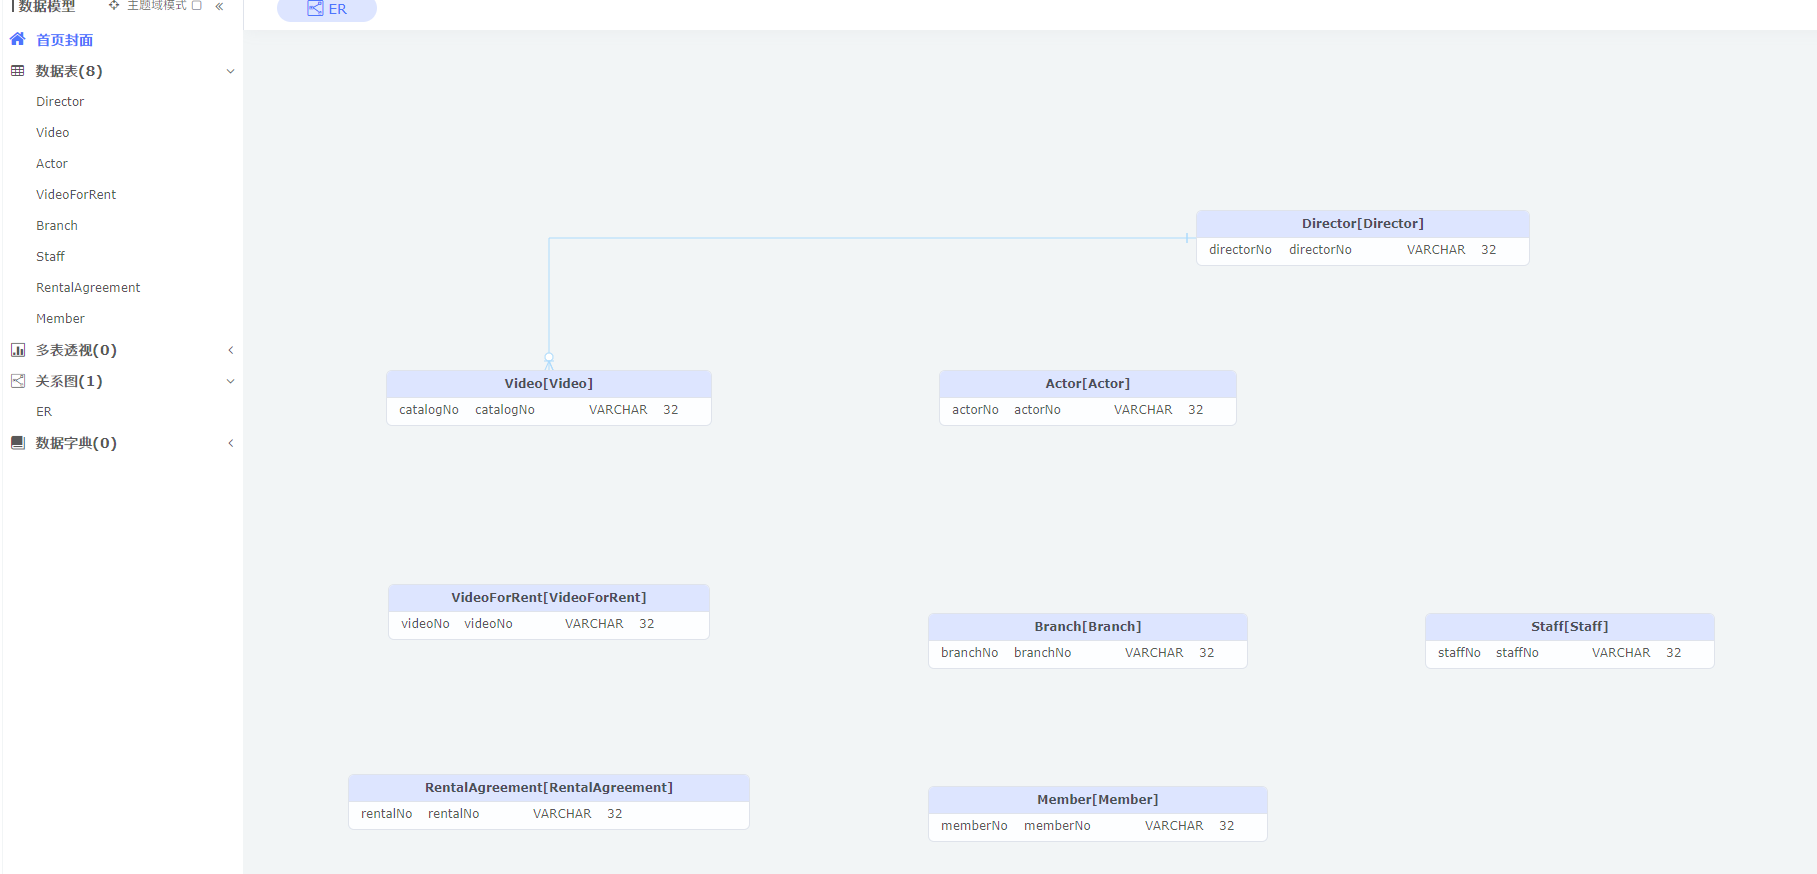 数据模型 主题域模式
首页封面
数据表(8)
Director
Video
Actor
VideoForRent
Branch
Staff
RentalAgreement
Member
多表透视(0)
关系图(1)
ER
数据字典(0)
ER
Director[Director]
directorNo directorNo VARCHAR 32
Video[Video]
catalogNo catalogNo VARCHAR 32
Actor[Actor]
actorNo actorNo VARCHAR 32
VideoForRent[VideoForRent]
videoNo videoNo VARCHAR 32
Branch[Branch]
branchNo branchNo VARCHAR 32
Staff[Staff]
staffNo staffNo VARCHAR 32
RentalAgreement[RentalAgreement]
rentalNo rentalNo VARCHAR 32
Member[Member]
memberNo memberNo VARCHAR 32